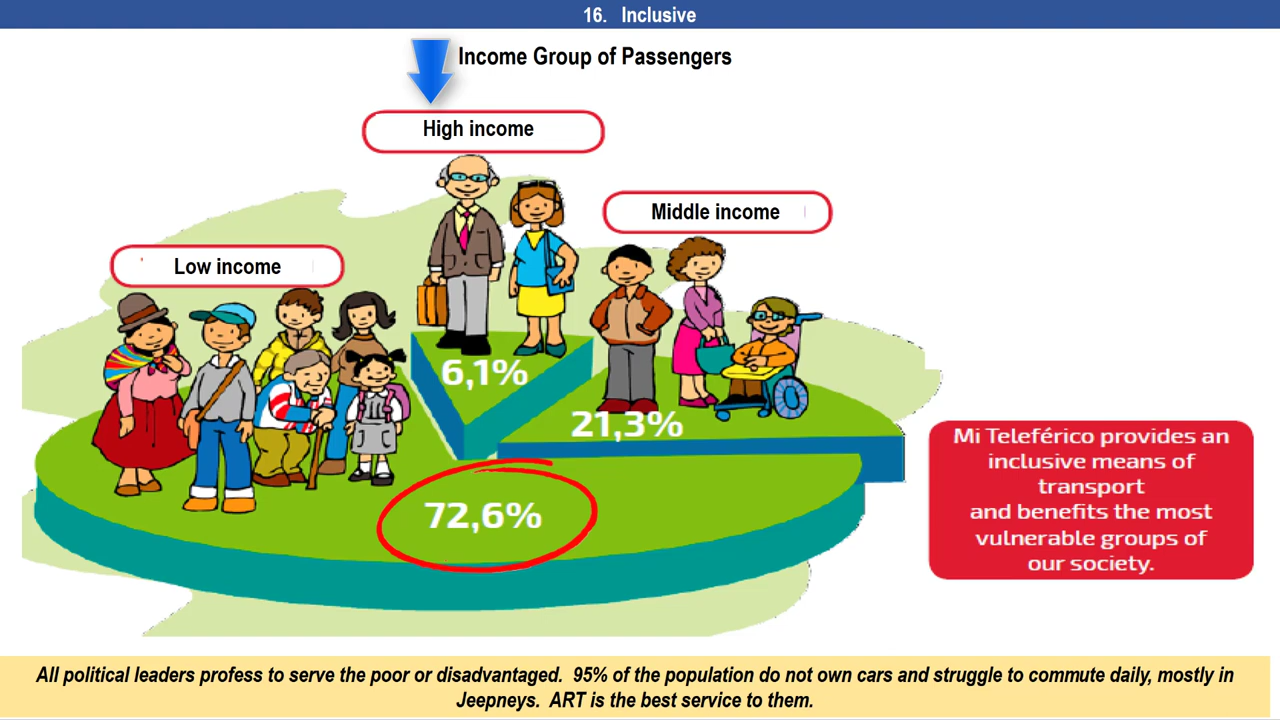 16. Inclusive
Income Group of Passengers
High income
Middle income
Low income
6,1%
21,3%
72,6%
Mi Teleférico provides an
inclusive means of
transport
and benefits the most
vulnerable groups of
our society.
All political leaders profess to serve the poor or disadvantaged. 95% of the population do not own cars and struggle to commute daily, mostly in
Jeepneys. ART is the best service to them.